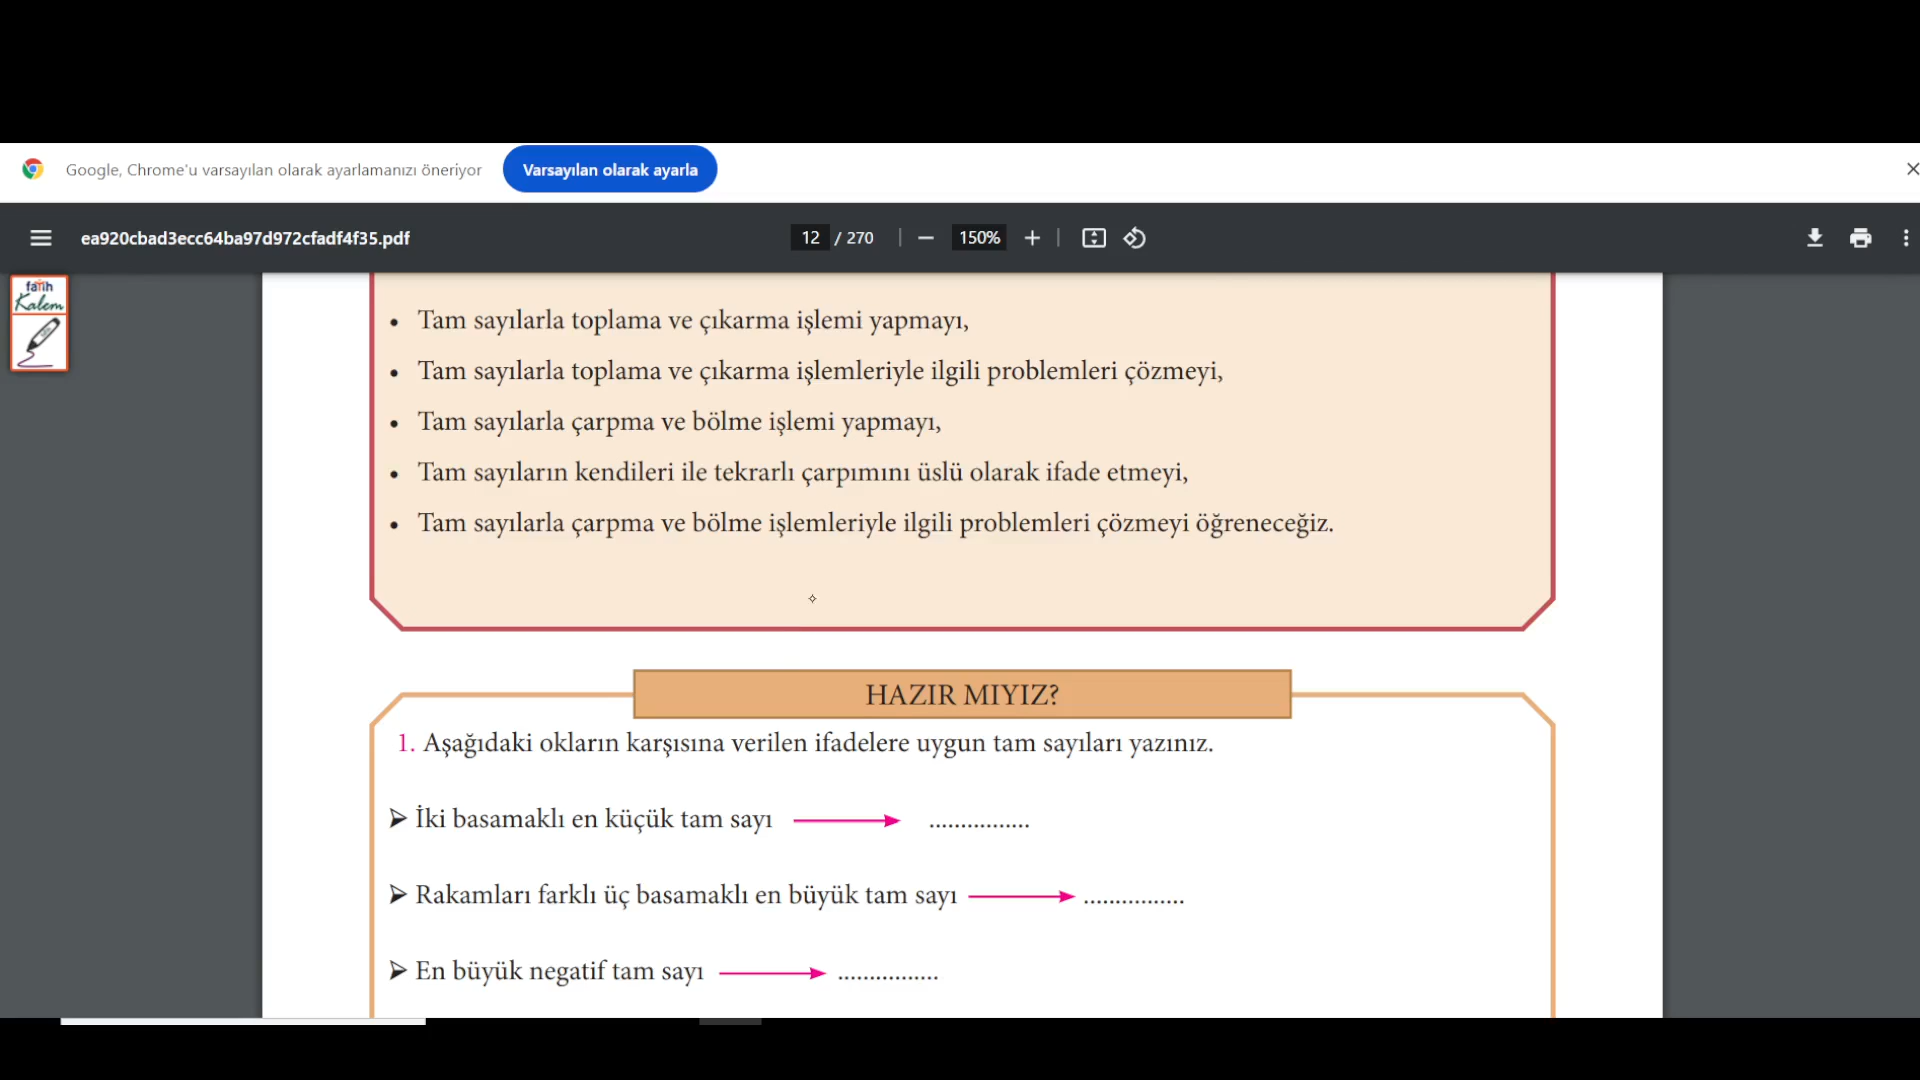 Google, Chrome'u varsayılan olarak ayarlamanızı öneriyor Varsayılan olarak ayarla
ea920cbad3ecc64ba97d972cfadf4f35.pdf 12 / 270 150%
fatih
Kalem
• Tam sayılarla toplama ve çıkarma işlemi yapmayı,
• Tam sayılarla toplama ve çıkarma işlemleriyle ilgili problemleri çözmeyi,
• Tam sayılarla çarpma ve bölme işlemi yapmayı,
• Tam sayıların kendileri ile tekrarlı çarpımını üslü olarak ifade etmeyi,
• Tam sayılarla çarpma ve bölme işlemleriyle ilgili problemleri çözmeyi öğreneceğiz.
HAZIR MIYIZ?
1. Aşağıdaki okların karşısına verilen ifadelere uygun tam sayıları yazınız.
➢ İki basamaklı en küçük tam sayı ................
➢ Rakamları farklı üç basamaklı en büyük tam sayı ................
➢ En büyük negatif tam sayı ................